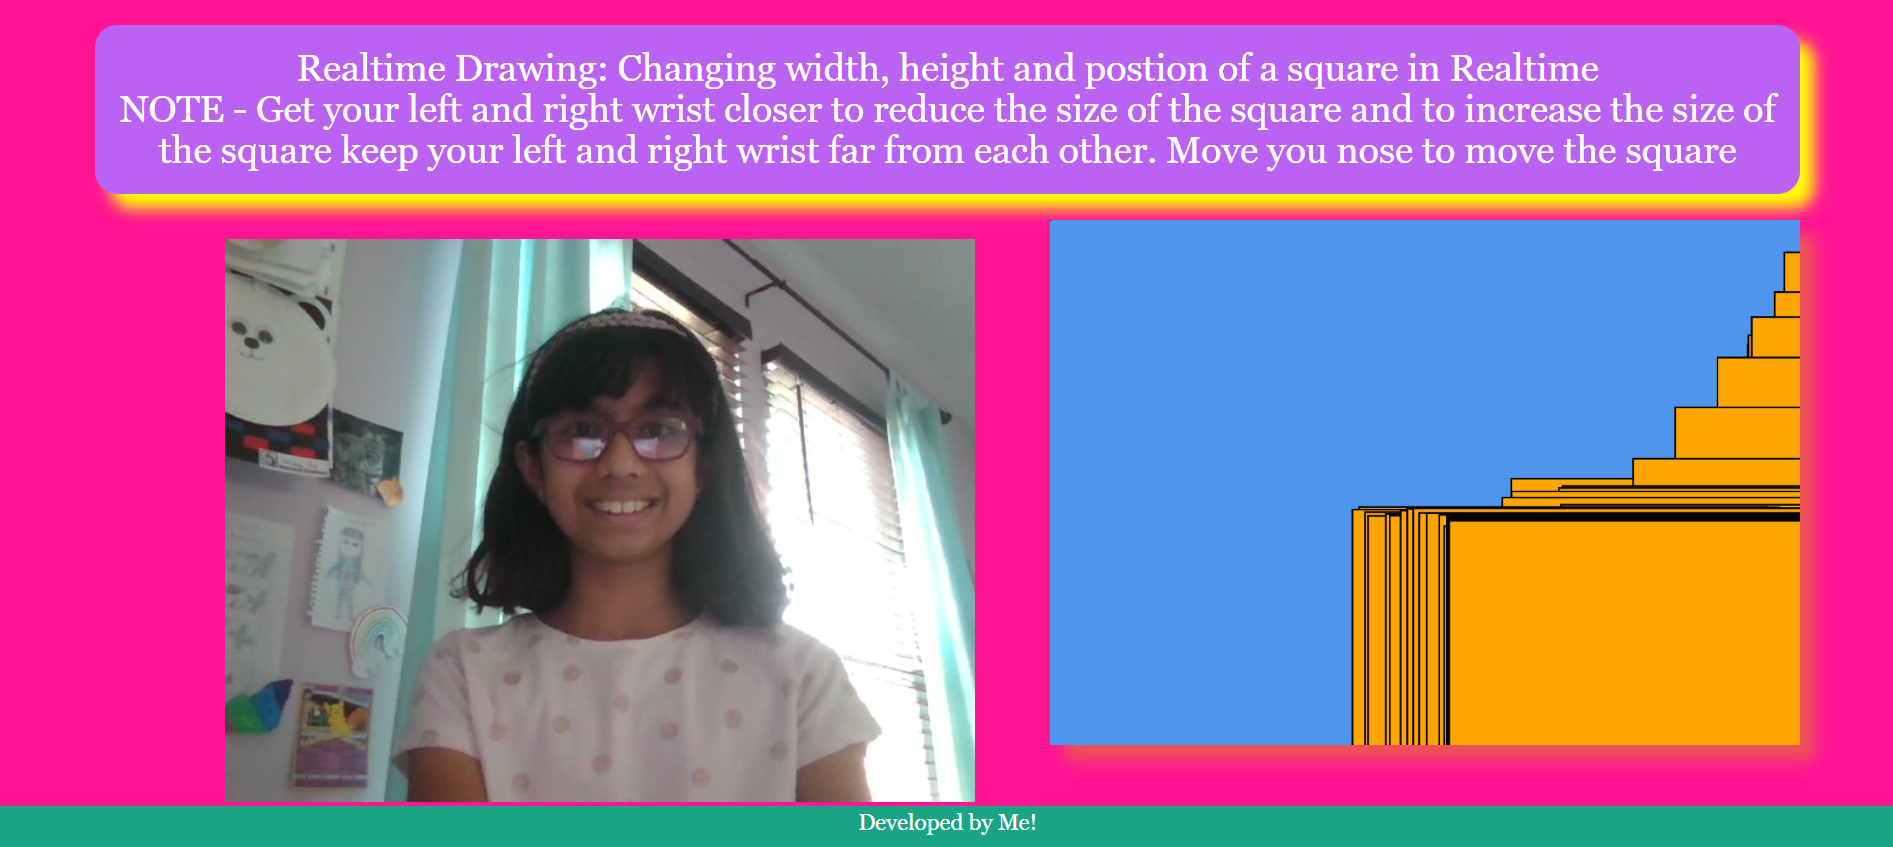 Realtime Drawing: Changing width, height and postion of a square in Realtime
NOTE - Get your left and right wrist closer to reduce the size of the square and to increase the size of
the square keep your left and right wrist far from each other. Move you nose to move the square
Developed by Me!